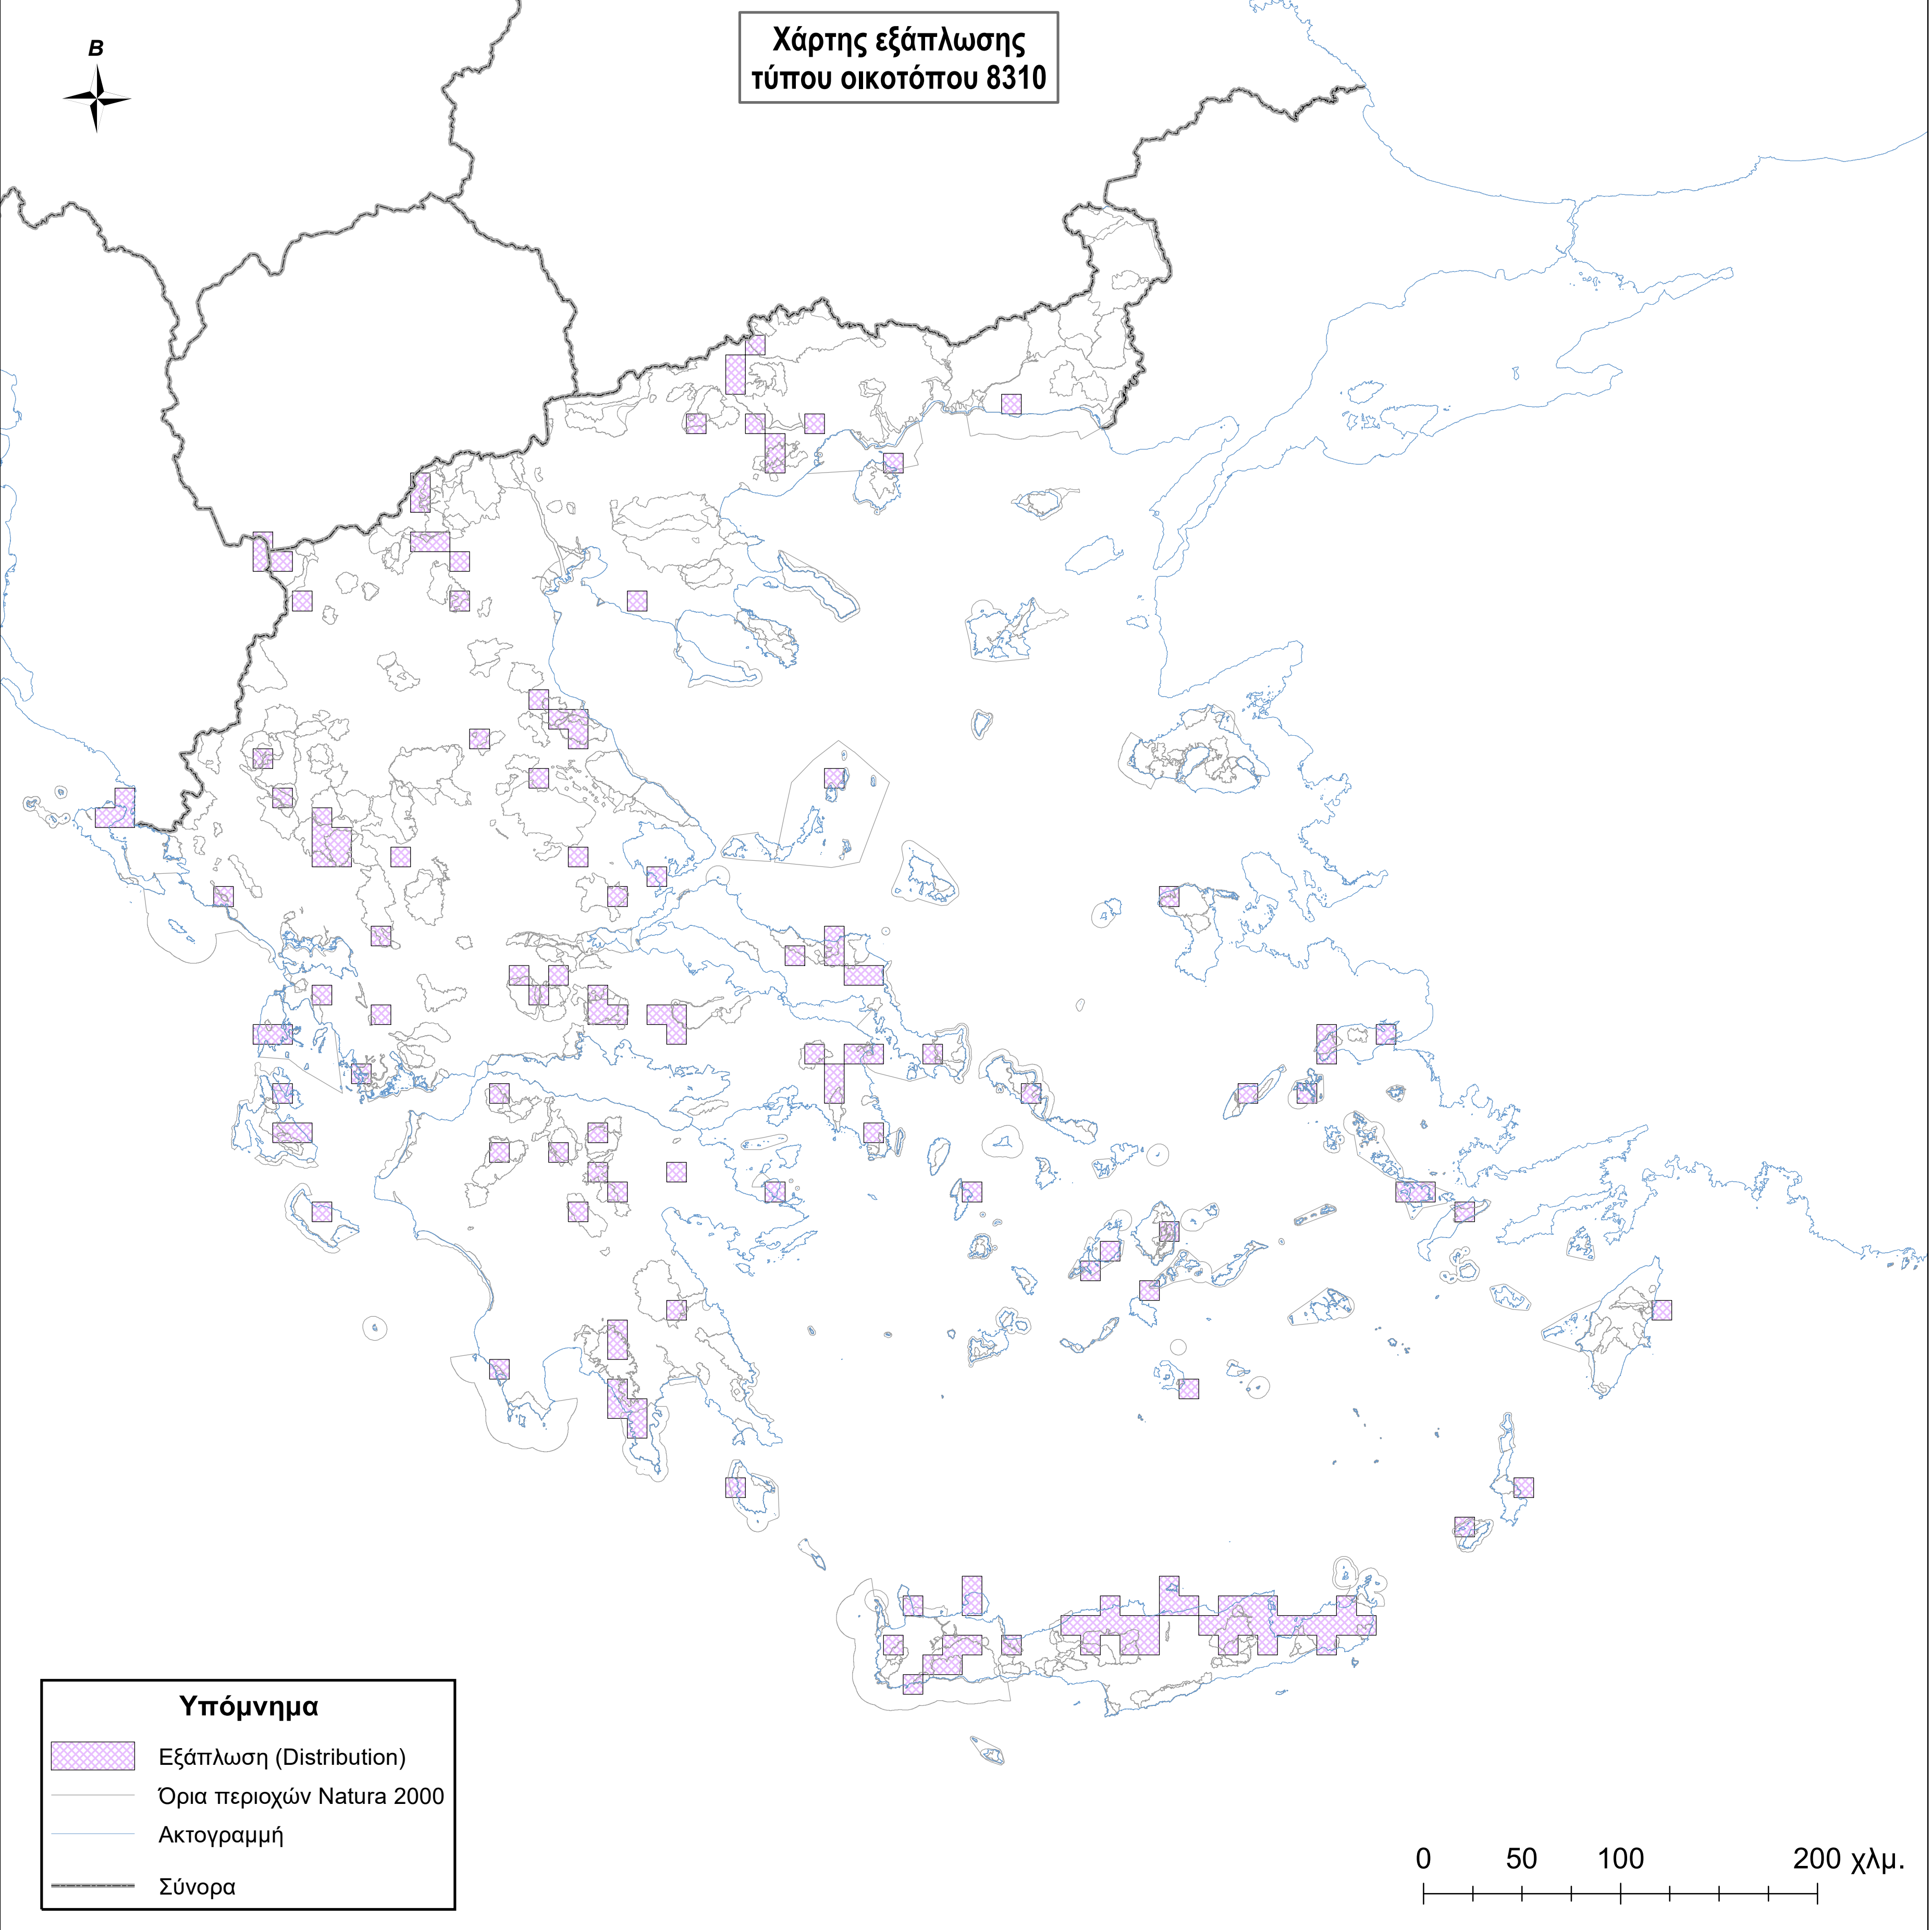 Χάρτης εξάπλωσης
τύπου οικοτόπου 8310
Β
Υπόμνημα
Εξάπλωση (Distribution)
Όρια περιοχών Natura 2000
Ακτογραμμή
Σύνορα
0 50 100 200 χλμ.